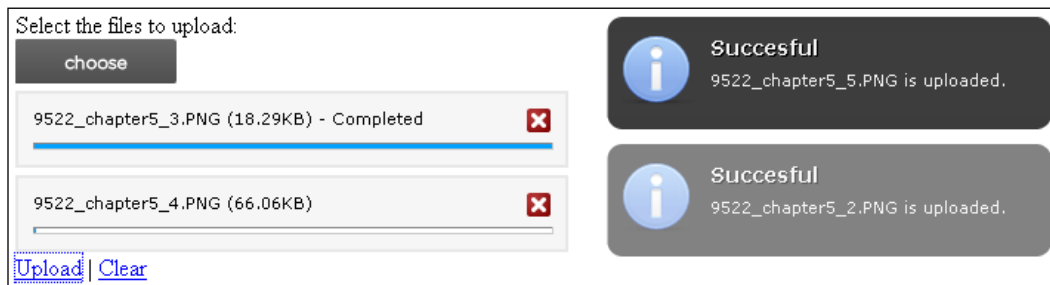 Select the files to upload:
choose
9522_chapter5_3.PNG (18.29KB) - Completed
9522_chapter5_4.PNG (66.06KB)
Upload | Clear
Succesful
9522_chapter5_5.PNG is uploaded.
Succesful
9522_chapter5_2.PNG is uploaded.